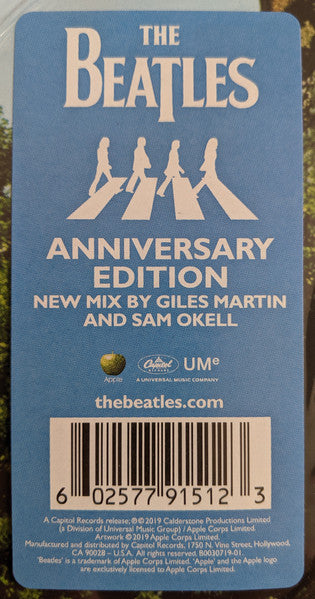 THE
BEATLES
ANNIVERSARY
EDITION
NEW MIX BY GILES MARTIN
AND SAM OKELL
Apple
Capitol
RECORDS
UMe
A UNIVERSAL MUSIC COMPANY
thebeatles.com
6 02577 91512 3
A Capitol Records release; ℗©2019 Calderstone Productions Limited
(a Division of Universal Music Group) / Apple Corps Limited.
Artwork ©2019 Apple Corps Limited.
Manufactured and distributed by Capitol Records, 1750 N. Vine Street, Hollywood,
CA 90028 – U.S.A. All rights reserved. B0030719-01.
'Beatles' is a trademark of Apple Corps Limited. 'Apple' and the Apple logo
are exclusively licensed to Apple Corps Limited.